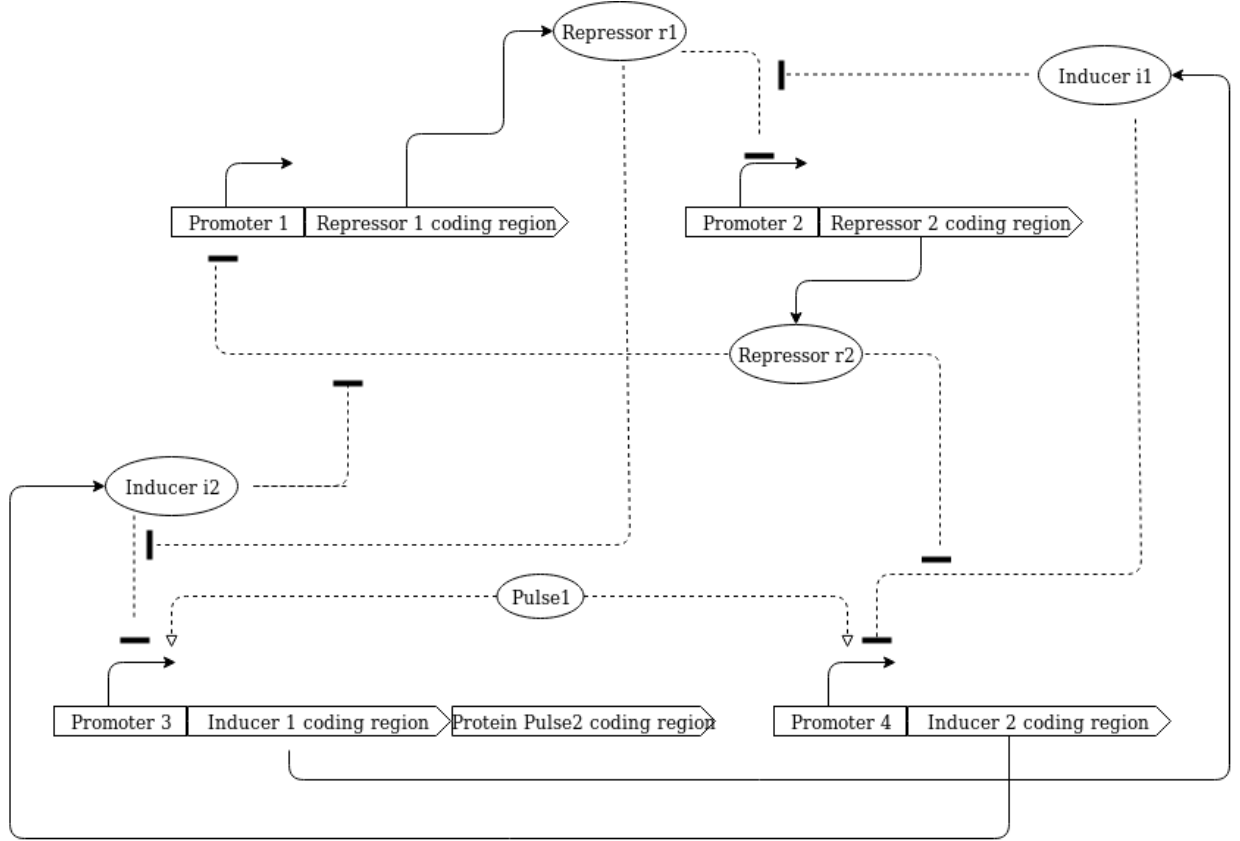 Repressor r1
Inducer i1
Promoter 1
Repressor 1 coding region
Promoter 2
Repressor 2 coding region
Repressor r2
Inducer i2
Pulse1
Promoter 3
Inducer 1 coding region
Protein Pulse2 coding region
Promoter 4
Inducer 2 coding region